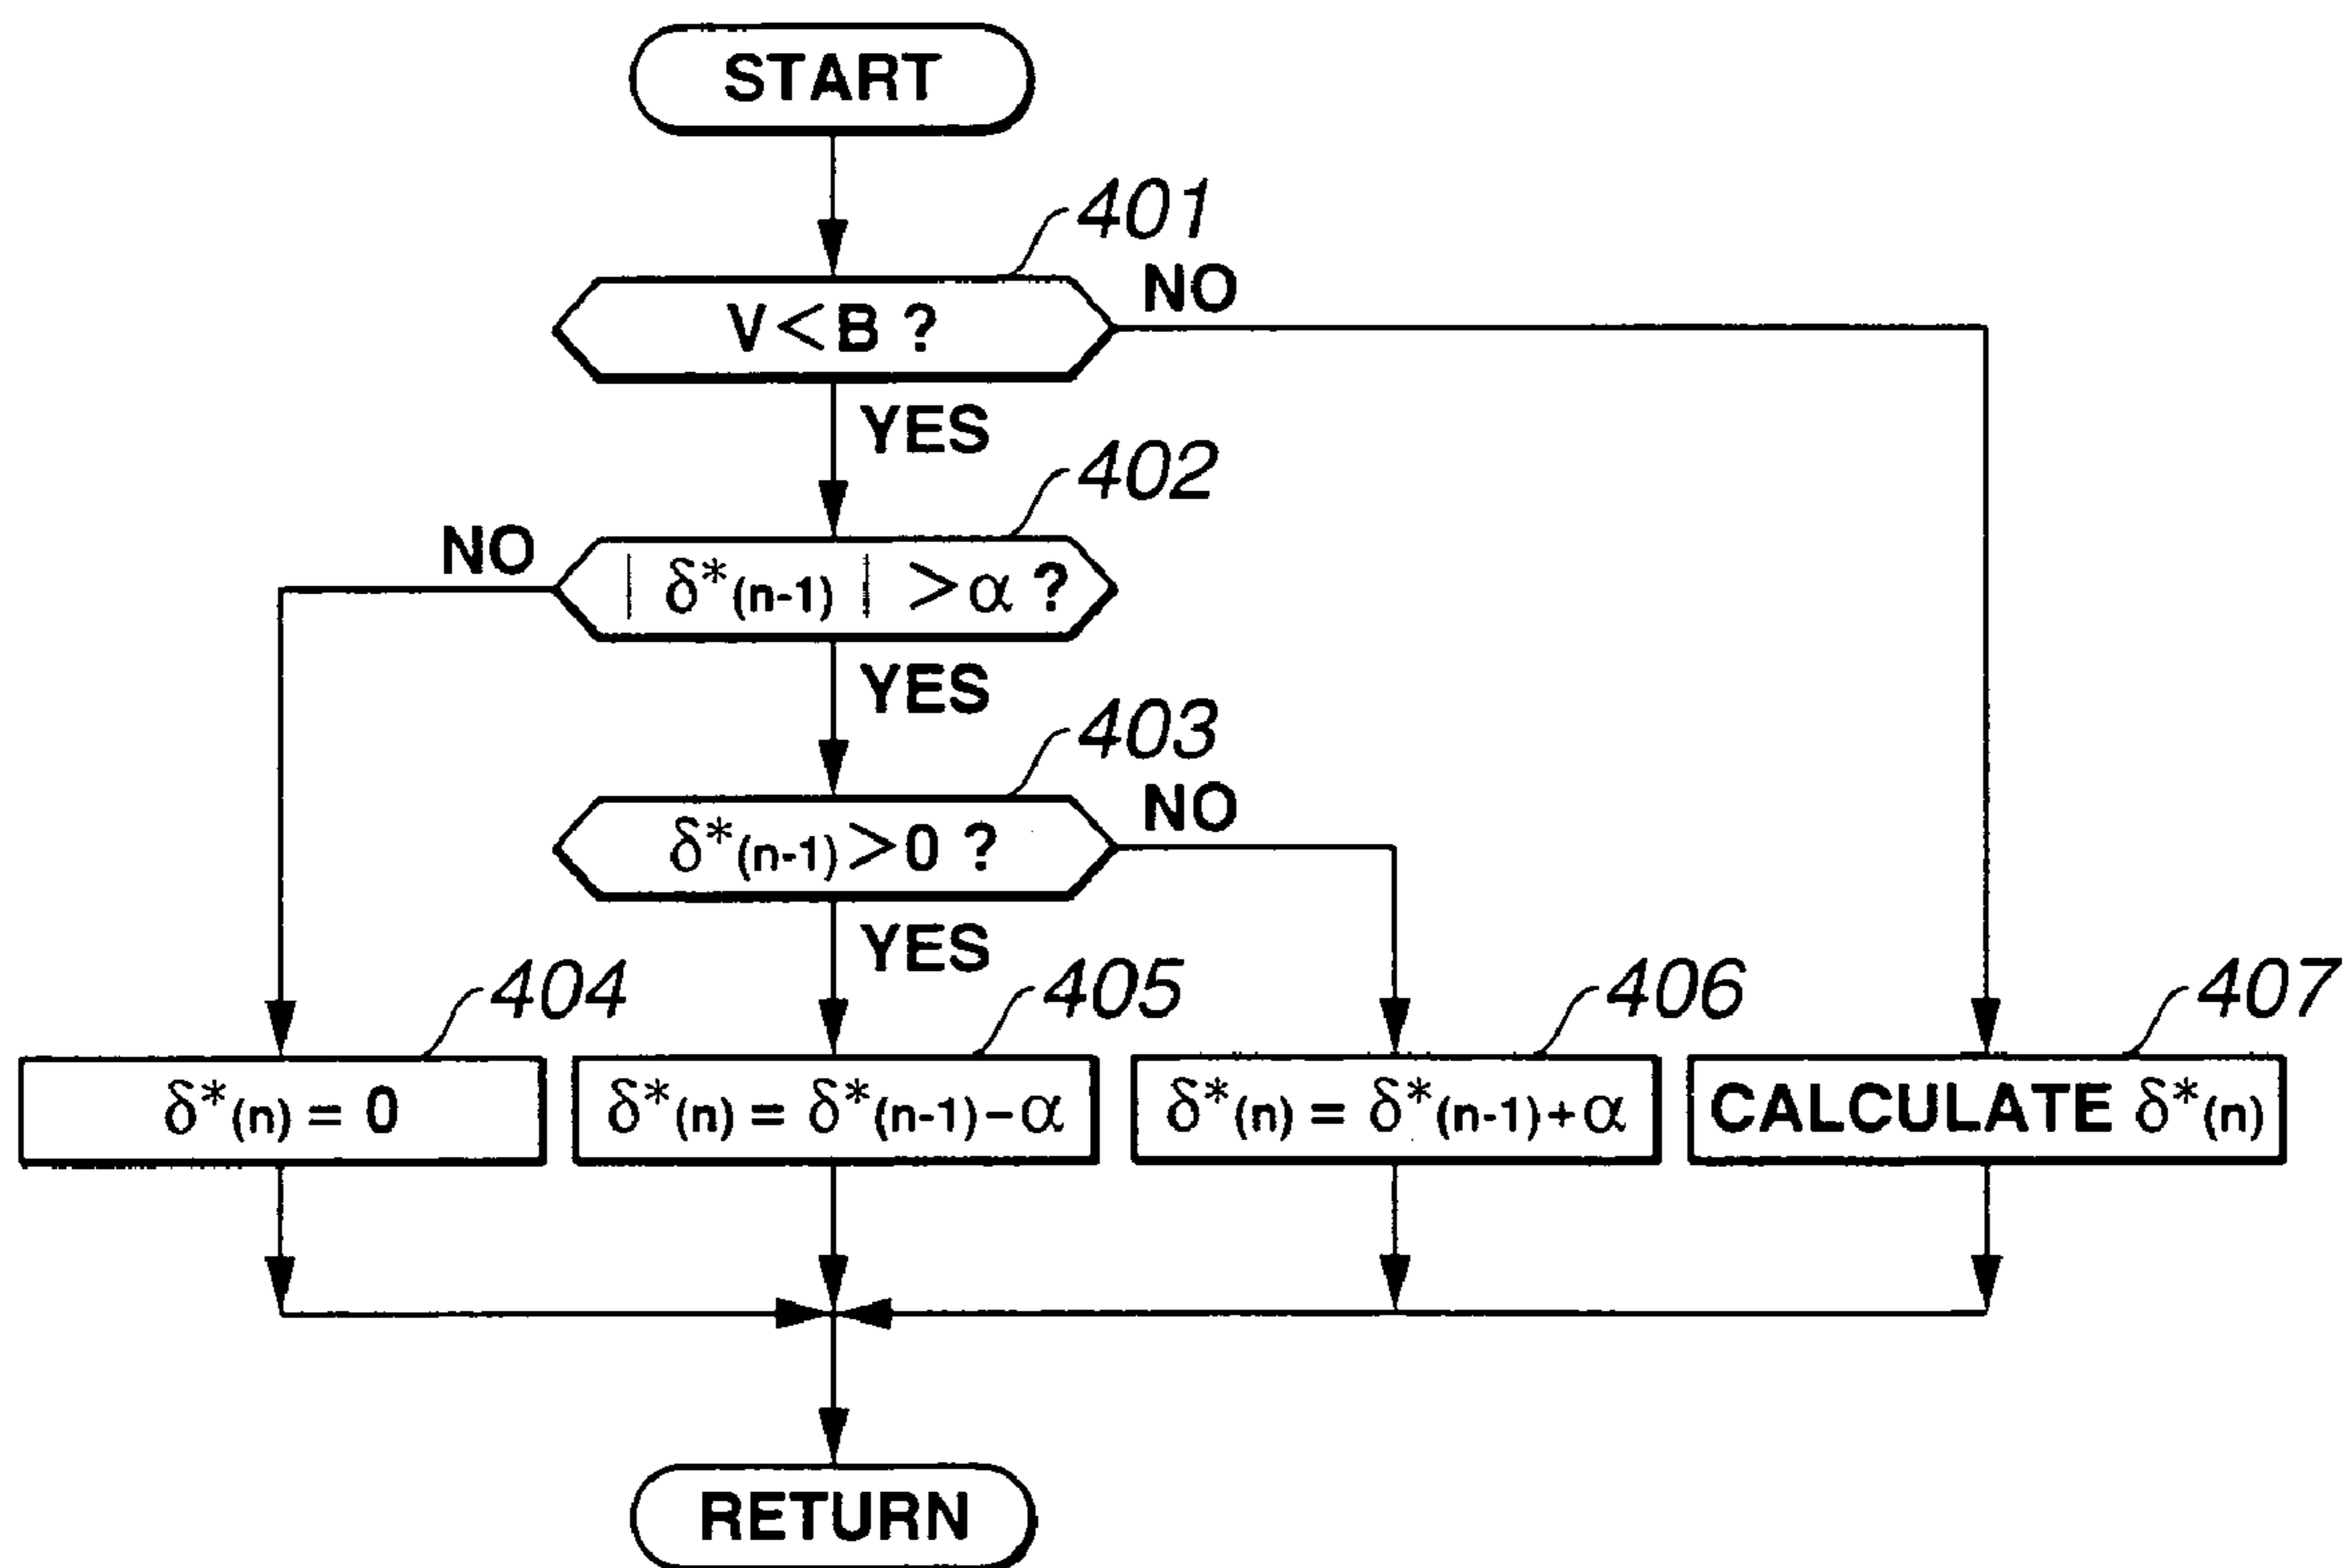 START
401
V<B ?
NO
YES
402
NO
| δ*(n-1) | >α ?
YES
403
δ*(n-1)>0 ?
NO
YES
404
405
406
407
δ*(n) = 0
δ*(n) = δ*(n-1)−α
δ*(n) = δ*(n-1)+α
CALCULATE δ*(n)
RETURN